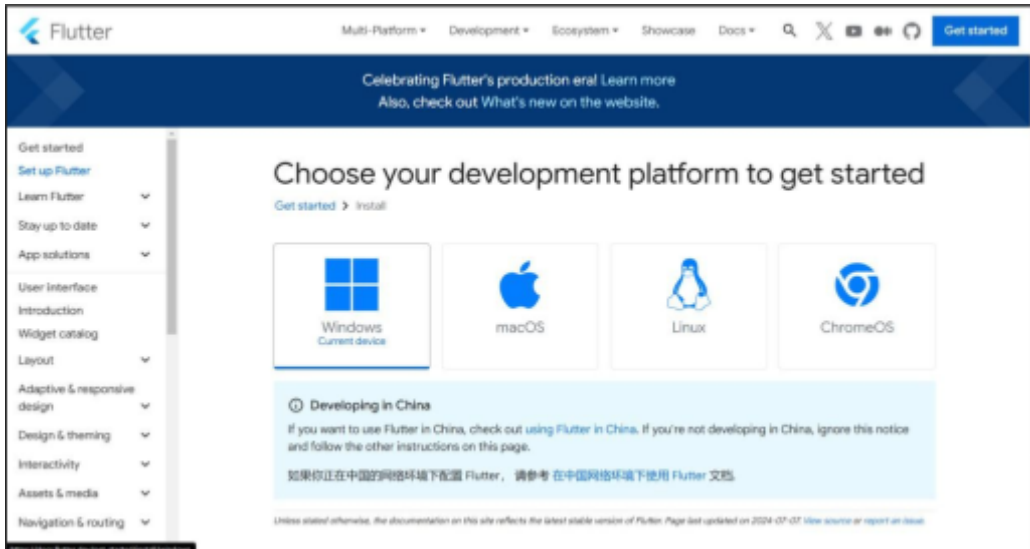 Flutter
Multi-Platform Development Ecosystem Showcase Docs Get started
Celebrating Flutter's production era! Learn more
Also, check out What's new on the website.
Get started
Set up Flutter
Learn Flutter
Stay up to date
App solutions
User interface
Introduction
Widget catalog
Layout
Adaptive & responsive
design
Design & theming
Interactivity
Assets & media
Navigation & routing
Choose your development platform to get started
Get started > Install
Windows
Current device
macOS
Linux
ChromeOS
Developing in China
If you want to use Flutter in China, check out using Flutter in China. If you're not developing in China, ignore this notice
and follow the other instructions on this page.
如果你正在中国的网络环境下配置 Flutter， 请参考 在中国网络环境下使用 Flutter 文档.
Unless stated otherwise, the documentation on this site reflects the latest stable version of Flutter. Page last updated on 2024-07-07. View source or report an issue.